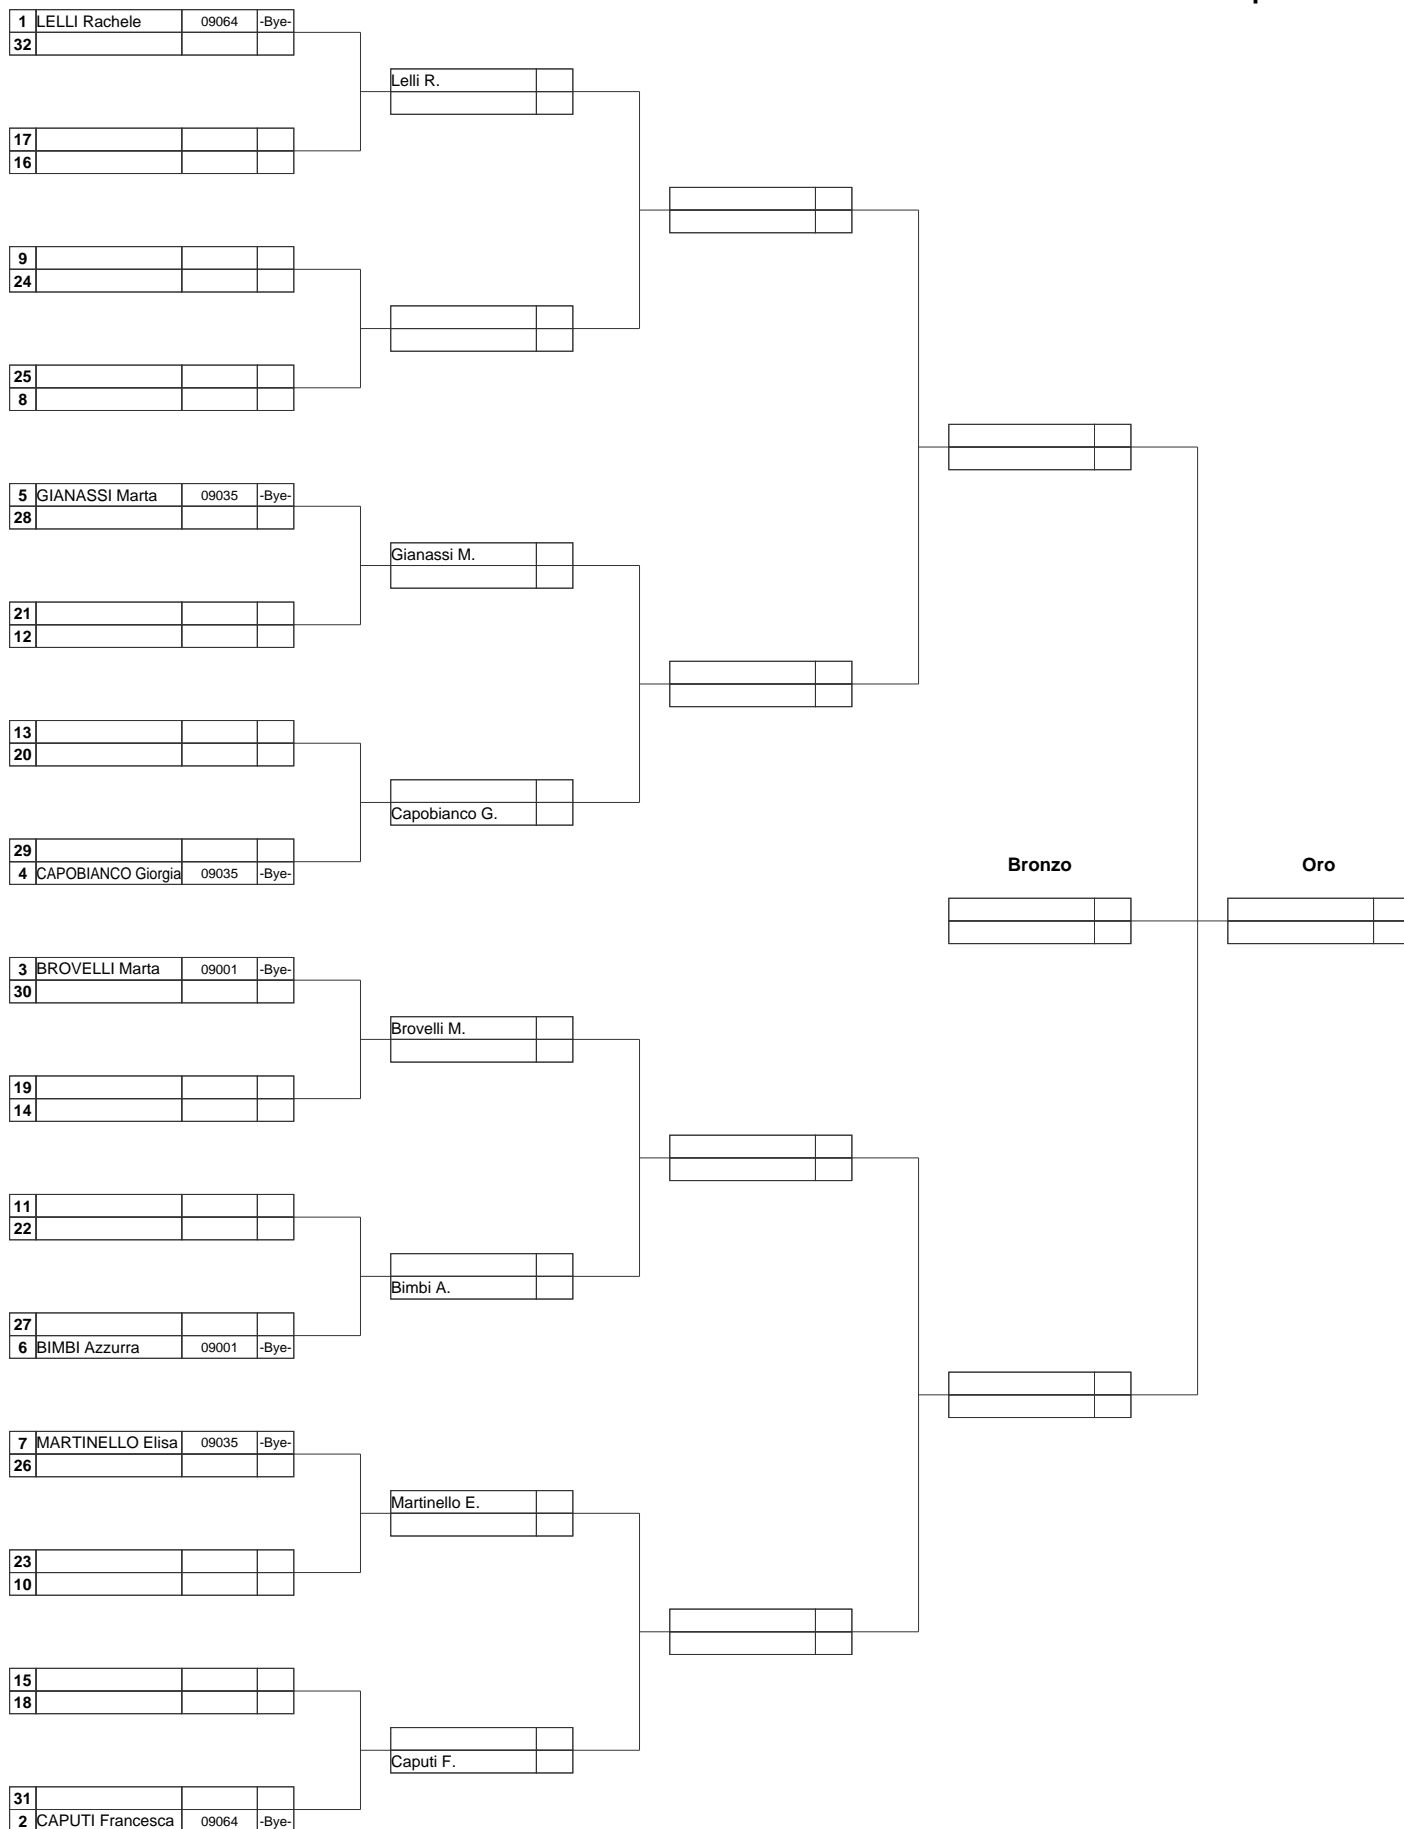 1 LELLI Rachele 09064 -Bye-
32
Lelli R.
17
16
9
24
25
8
5 GIANASSI Marta 09035 -Bye-
28
Gianassi M.
21
12
13
20
Capobianco G.
29
4 CAPOBIANCO Giorgia 09035 -Bye-
Bronzo Oro
3 BROVELLI Marta 09001 -Bye-
30
Brovelli M.
19
14
11
22
Bimbi A.
27
6 BIMBI Azzurra 09001 -Bye-
7 MARTINELLO Elisa 09035 -Bye-
26
Martinello E.
23
10
15
18
Caputi F.
31
2 CAPUTI Francesca 09064 -Bye-